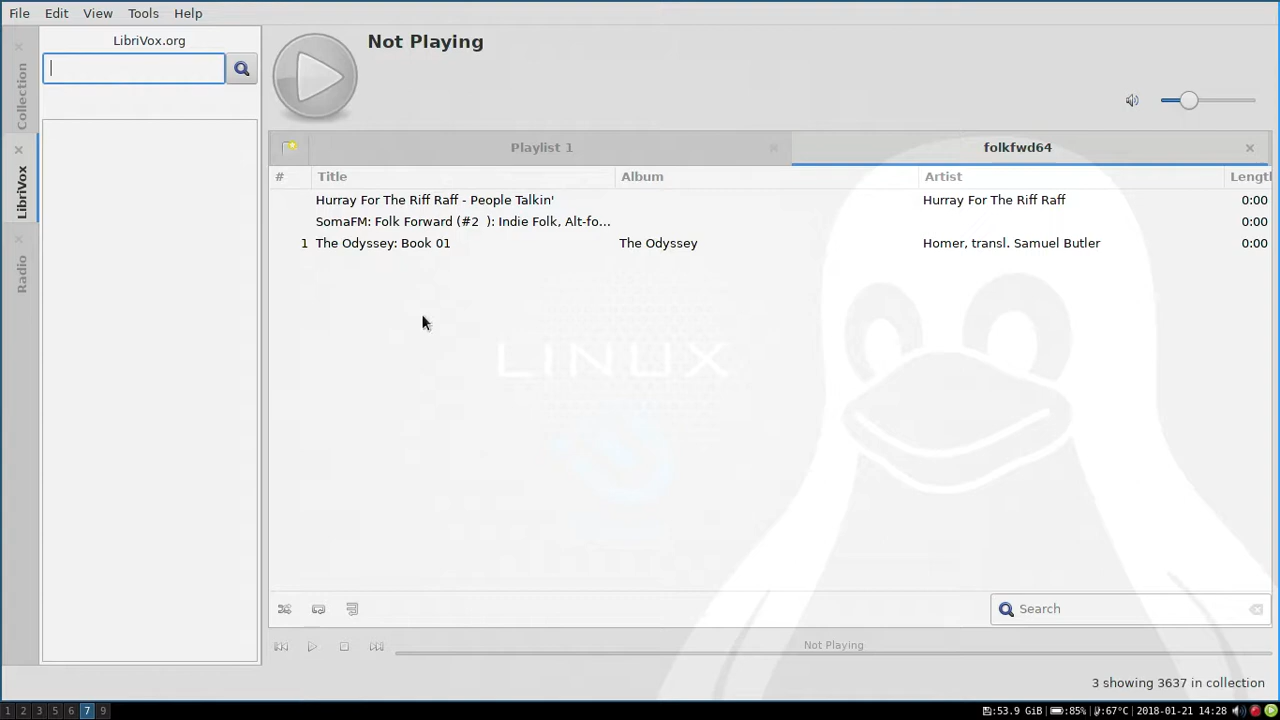 File Edit View Tools Help
LibriVox.org
Collection
LibriVox
Radio
Not Playing
Playlist 1
folkfwd64
# Title Album Artist Lengtl
Hurray For The Riff Raff - People Talkin' Hurray For The Riff Raff 0:00
SomaFM: Folk Forward (#2 ): Indie Folk, Alt-fo... 0:00
1 The Odyssey: Book 01 The Odyssey Homer, transl. Samuel Butler 0:00
LINUX
Search
Not Playing
3 showing 3637 in collection
1 2 3 5 6 7 9
:53.9 GiB :85% :67°C 2018-01-21 14:28